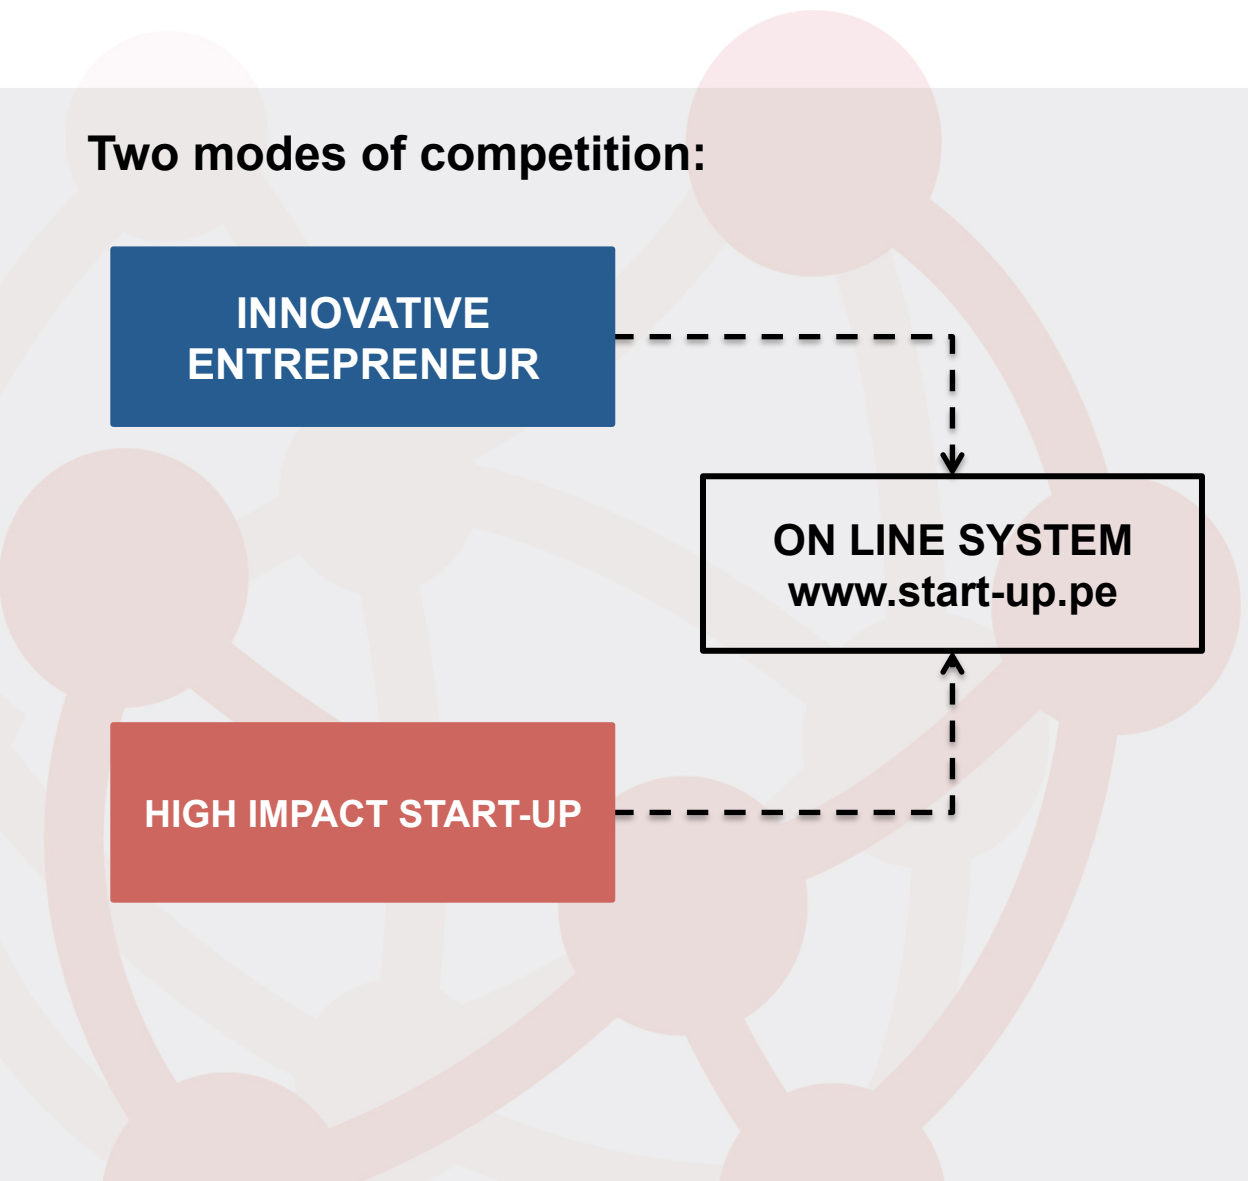 Two modes of competition:
INNOVATIVE
ENTREPRENEUR
ON LINE SYSTEM
www.start-up.pe
HIGH IMPACT START-UP